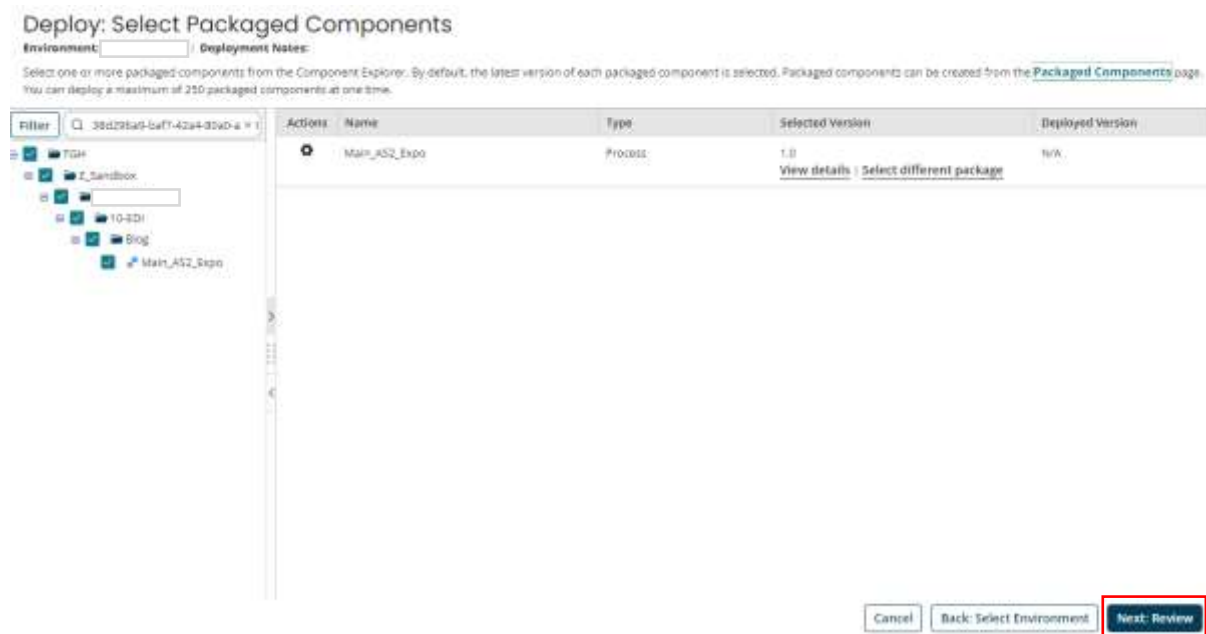 Deploy: Select Packaged Components
Environment: | Deployment Notes:
Select one or more packaged components from the Component Explorer. By default, the latest version of each packaged component is selected. Packaged components can be created from the Packaged Components page.
You can deploy a maximum of 250 packaged components at one time.
Filter
Actions Name Type Selected Version Deployed Version
TGH
Z_Sandbox
10-EDI
Blog
Main_AS2_Expo
Main_AS2_Expo Process 1.0 N/A
View details | Select different package
Cancel Back: Select Environment Next: Review